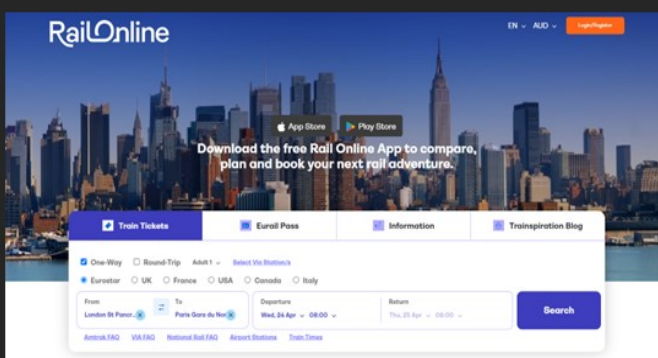 RailOnline
EN AUD Login/Register
App Store Play Store
Download the free Rail Online App to compare,
plan and book your next rail adventure.
Train Tickets Eurail Pass Information Trainspiration Blog
One-Way Round-Trip Adult 1 Select Via Station/s
Eurostar UK France USA Canada Italy
From To Departure Return
London St Pancr.. Paris Gare du Nor Wed, 24 Apr 08:00 Thu, 25 Apr 08:00 Search
Amtrak FAQ VIA FAQ National Rail FAQ Airport Stations Train Times